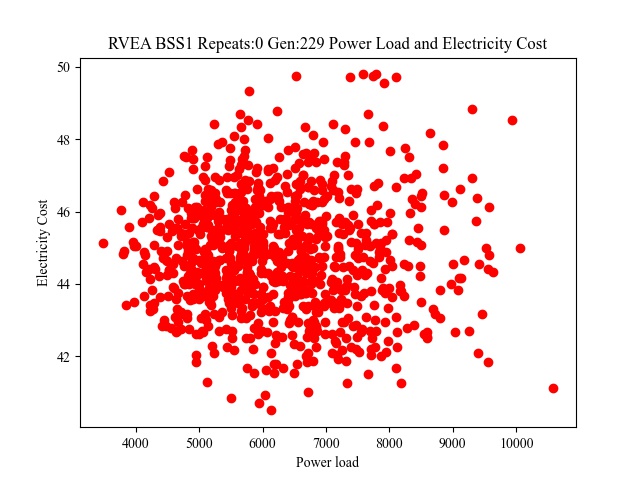 RVEA BSS1 Repeats:0 Gen:229 Power Load and Electricity Cost
50
48
46
44
42
Electricity Cost
4000 5000 6000 7000 8000 9000 10000
Power load